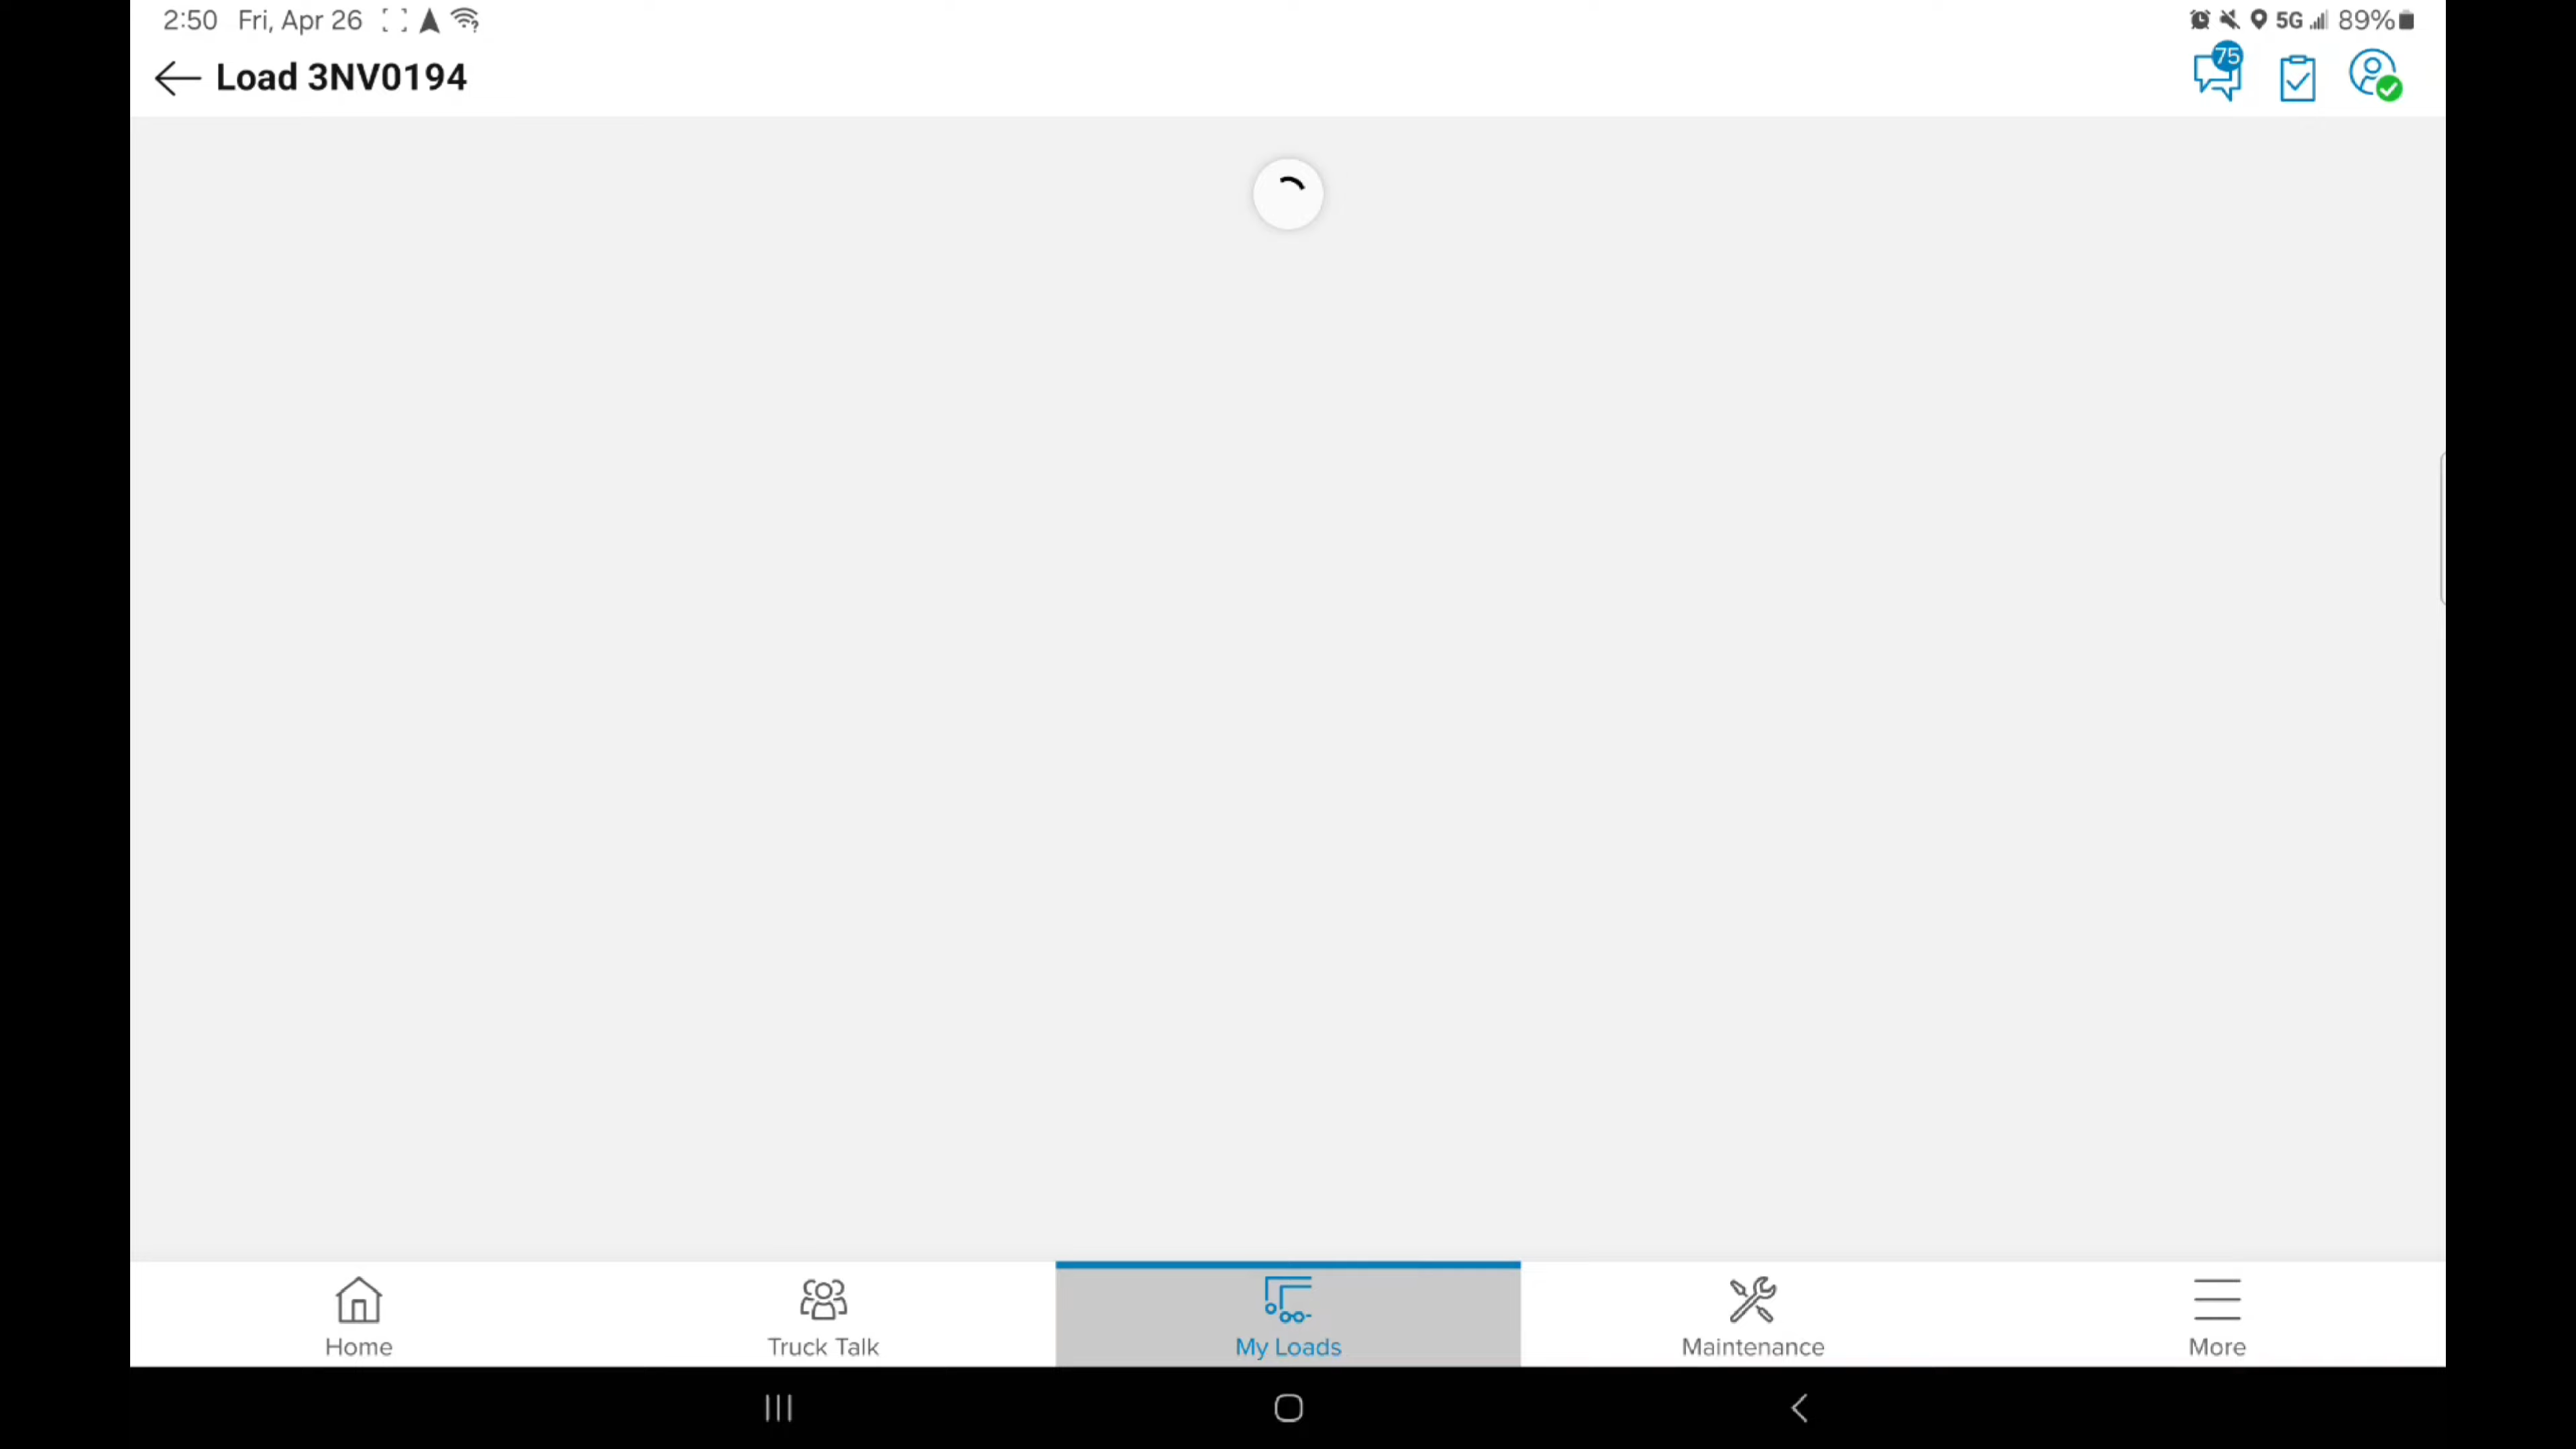 2:50 Fri, Apr 26
5G 89%
Load 3NV0194
75
Home
Truck Talk
My Loads
Maintenance
More